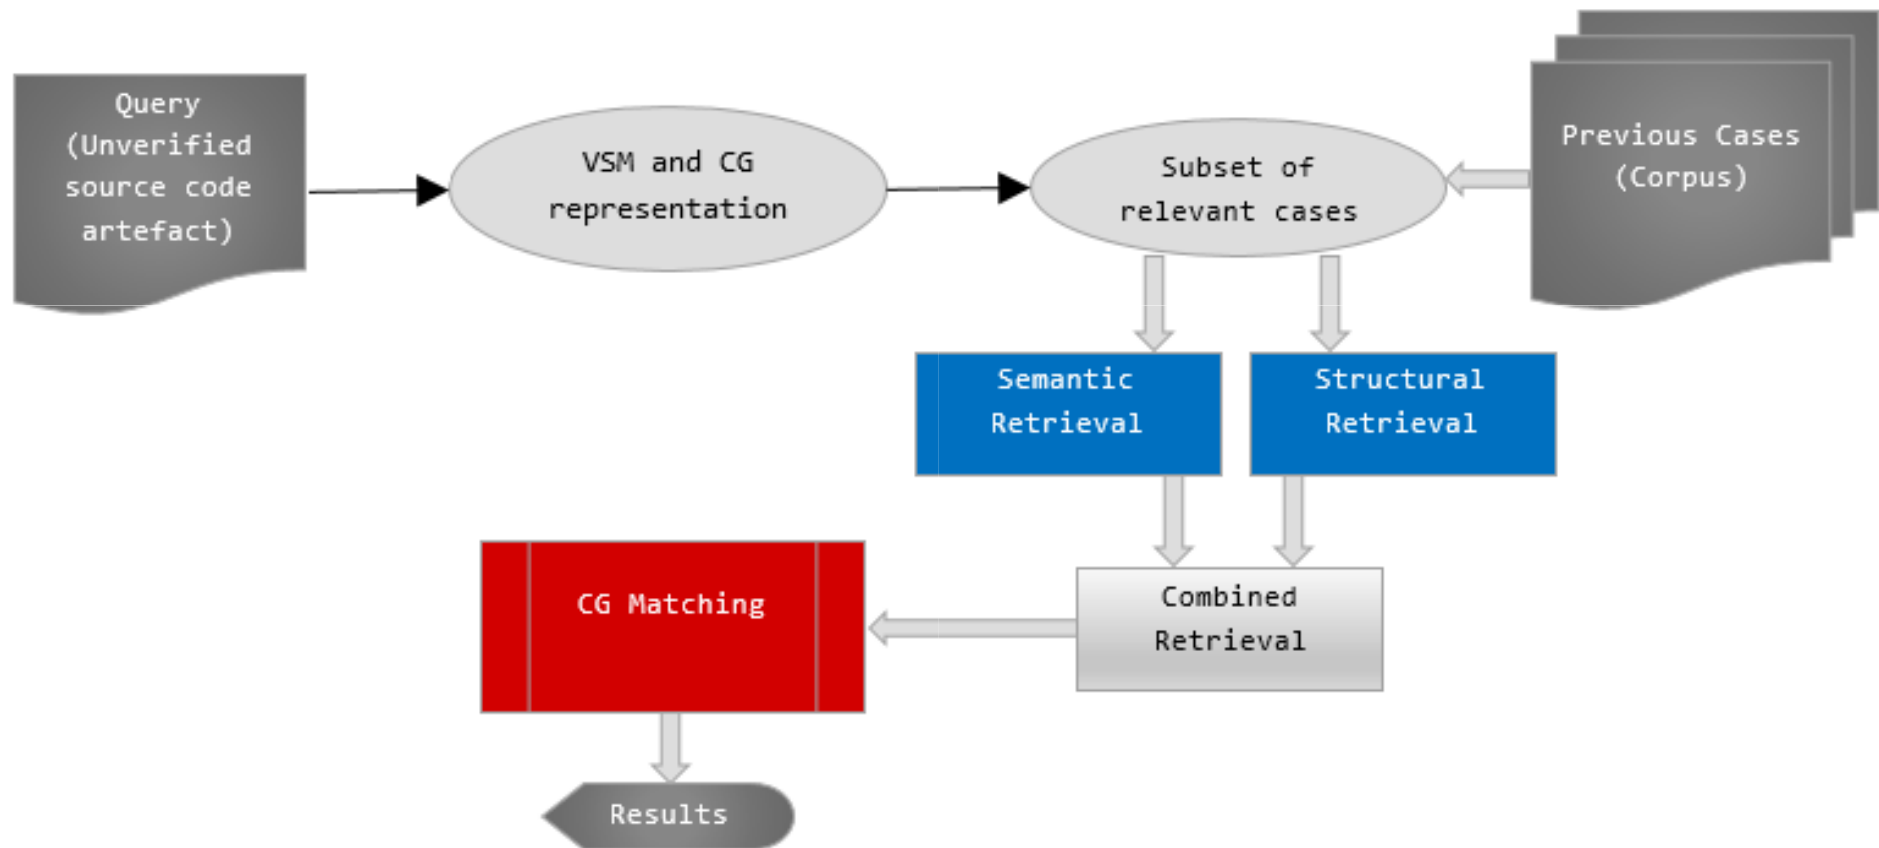 Query
(Unverified
source code
artefact)
VSM and CG
representation
Subset of
relevant cases
Previous Cases
(Corpus)
Semantic
Retrieval
Structural
Retrieval
CG Matching
Combined
Retrieval
Results